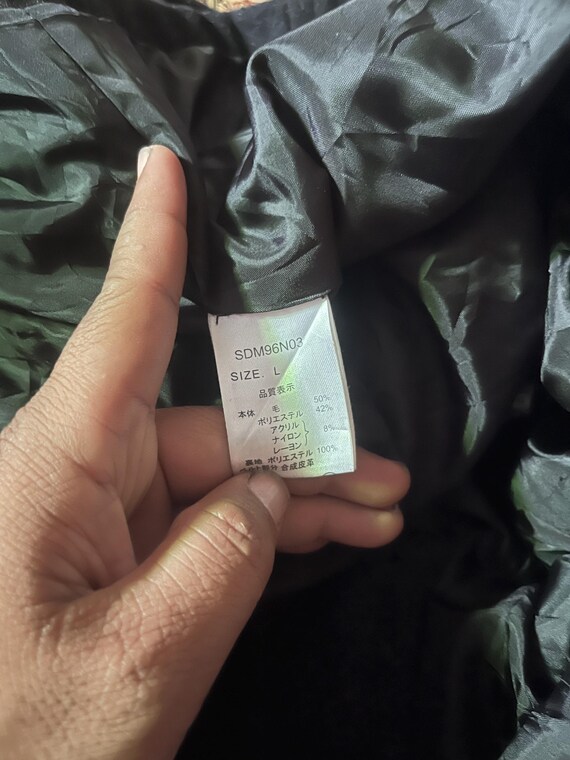 SDM96N03
SIZE. L
品質表示
本体 毛 50%
ポリエステル 42%
アクリル
ナイロン } 8%
レーヨン
裏地 ポリエステル 100%
合成皮革